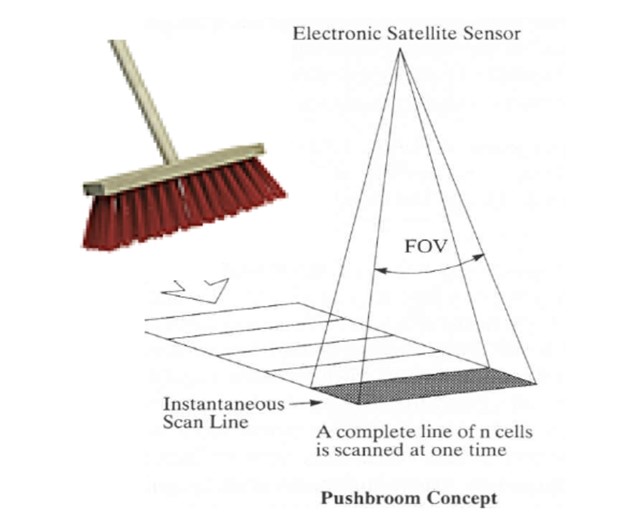 Electronic Satellite Sensor
FOV
Instantaneous
Scan Line
A complete line of n cells
is scanned at one time
Pushbroom Concept